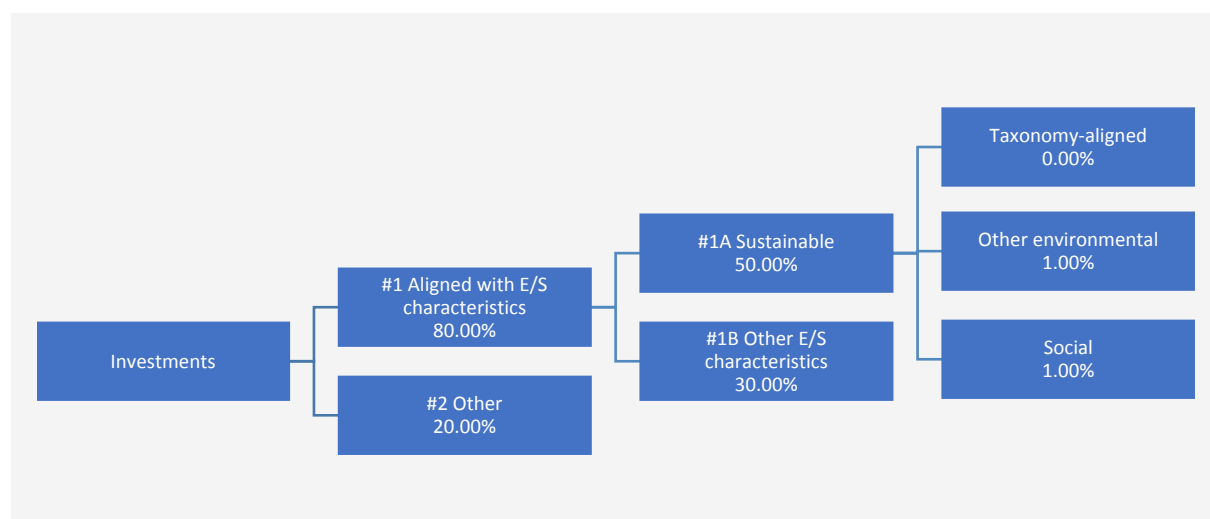 Investments
#1 Aligned with E/S
characteristics
80.00%
#2 Other
20.00%
#1A Sustainable
50.00%
#1B Other E/S
characteristics
30.00%
Taxonomy-aligned
0.00%
Other environmental
1.00%
Social
1.00%